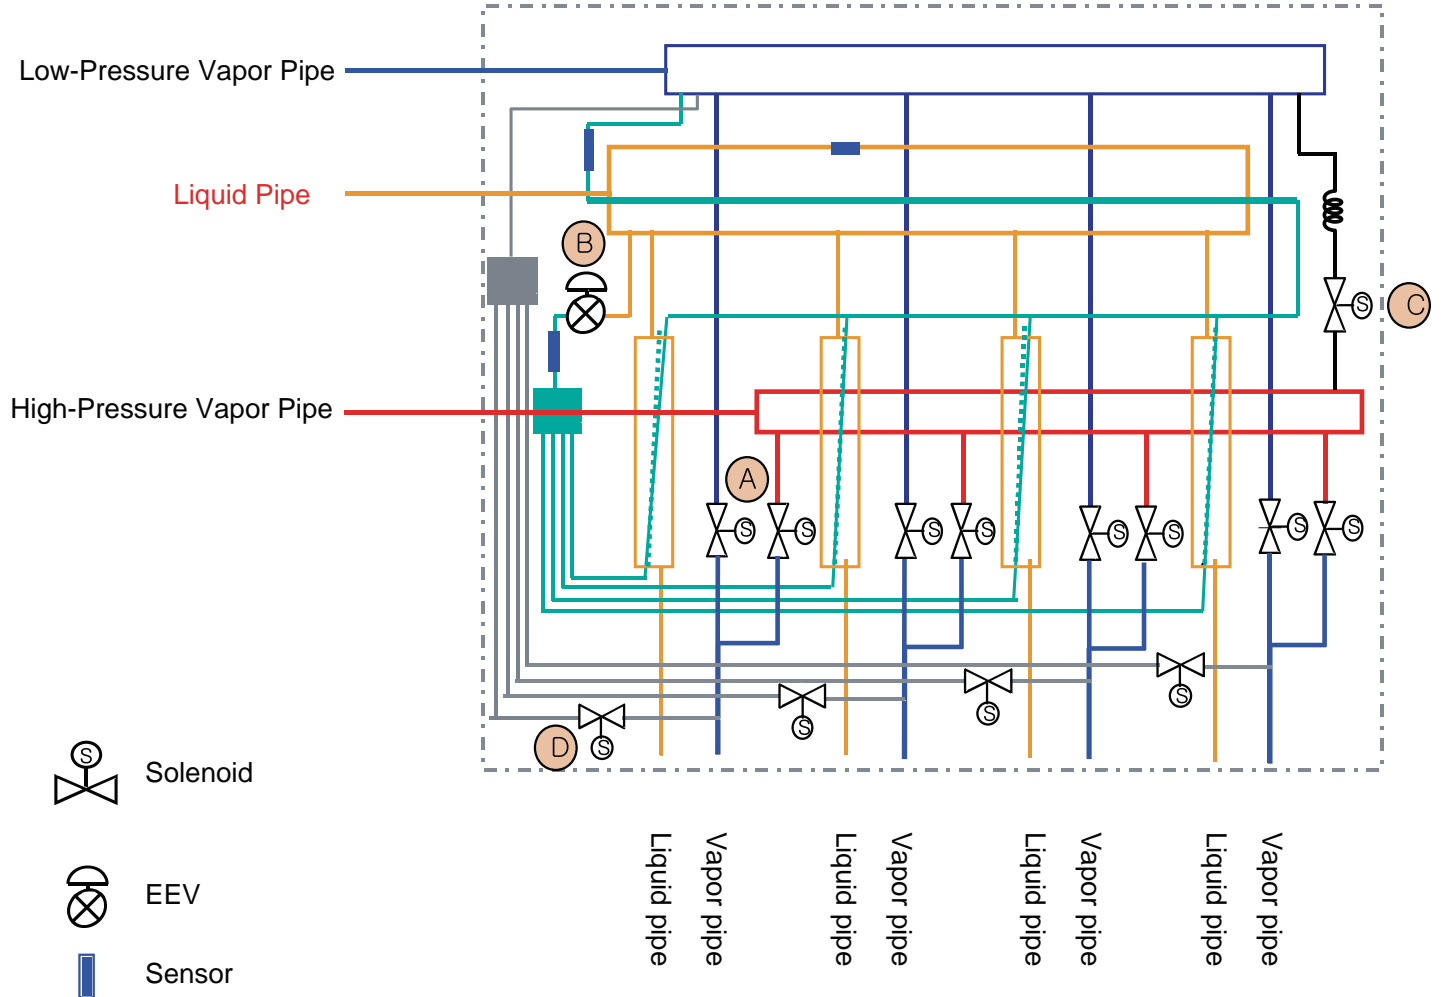 Low-Pressure Vapor Pipe
Liquid Pipe
B
S
C
High-Pressure Vapor Pipe
A
S
S
S
S
S
S
S
S
S
S
S
D
S
S
Solenoid
EEV
Sensor
Liquid pipe
Vapor pipe
Liquid pipe
Vapor pipe
Liquid pipe
Vapor pipe
Liquid pipe
Vapor pipe